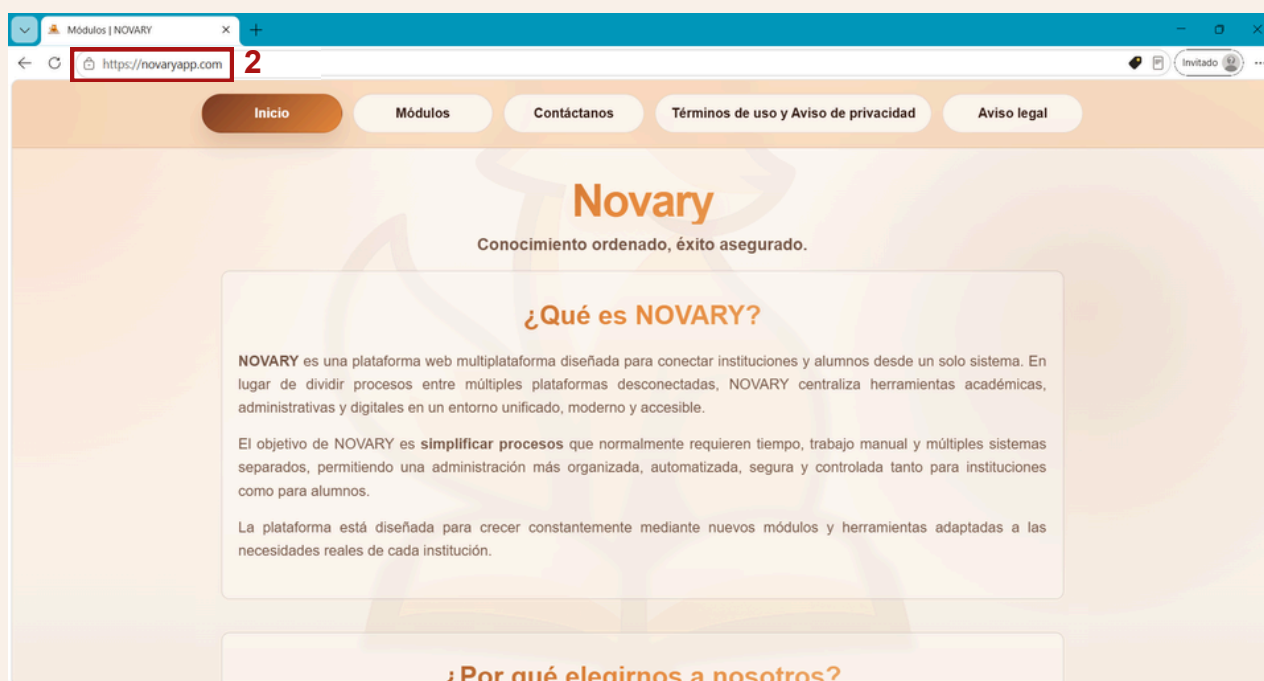 Módulos | NOVARY
https://novaryapp.com
2
Invitado
Inicio
Módulos
Contáctanos
Términos de uso y Aviso de privacidad
Aviso legal
Novary
Conocimiento ordenado, éxito asegurado.
¿Qué es NOVARY?
NOVARY es una plataforma web multiplataforma diseñada para conectar instituciones y alumnos desde un solo sistema. En
lugar de dividir procesos entre múltiples plataformas desconectadas, NOVARY centraliza herramientas académicas,
administrativas y digitales en un entorno unificado, moderno y accesible.
El objetivo de NOVARY es simplificar procesos que normalmente requieren tiempo, trabajo manual y múltiples sistemas
separados, permitiendo una administración más organizada, automatizada, segura y controlada tanto para instituciones
como para alumnos.
La plataforma está diseñada para crecer constantemente mediante nuevos módulos y herramientas adaptadas a las
necesidades reales de cada institución.
¿Por qué elegirnos a nosotros?